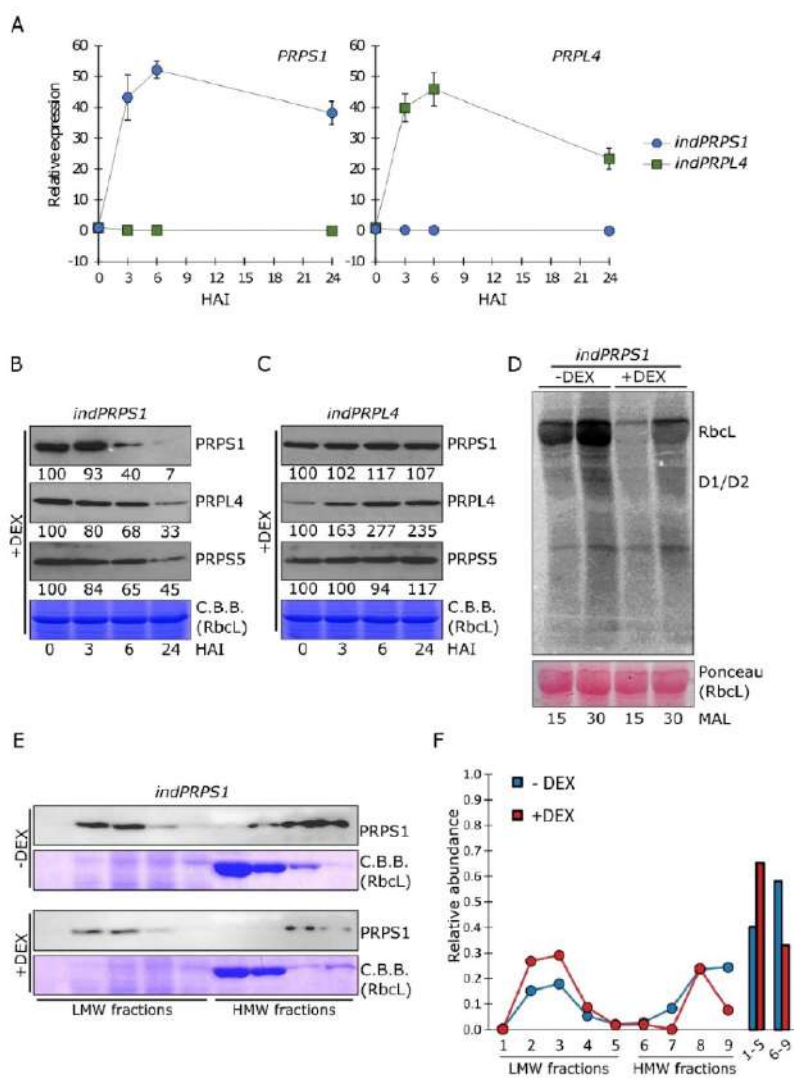 A
PRPS1
PRPL4
Relative expression
60
50
40
30
20
10
0
-10
0 3 6 9 12 15 18 21 24
HAI
60
50
40
30
20
10
0
-10
0 3 6 9 12 15 18 21 24
HAI
indPRPS1
indPRPL4
B
indPRPS1
+DEX
PRPS1
100 93 40 7
PRPL4
100 80 68 33
PRPS5
100 84 65 45
C.B.B.
(RbcL)
0 3 6 24 HAI
C
indPRPL4
+DEX
PRPS1
100 102 117 107
PRPL4
100 163 277 235
PRPS5
100 100 94 117
C.B.B.
(RbcL)
0 3 6 24 HAI
D
indPRPS1
-DEX +DEX
RbcL
D1/D2
Ponceau
(RbcL)
15 30 15 30 MAL
E
indPRPS1
-DEX
PRPS1
C.B.B.
(RbcL)
+DEX
PRPS1
C.B.B.
(RbcL)
LMW fractions HMW fractions
F
- DEX
+DEX
Relative abundance
1.0
0.9
0.8
0.7
0.6
0.5
0.4
0.3
0.2
0.1
0.0
1 2 3 4 5 6 7 8 9 1-5 6-9
LMW fractions HMW fractions